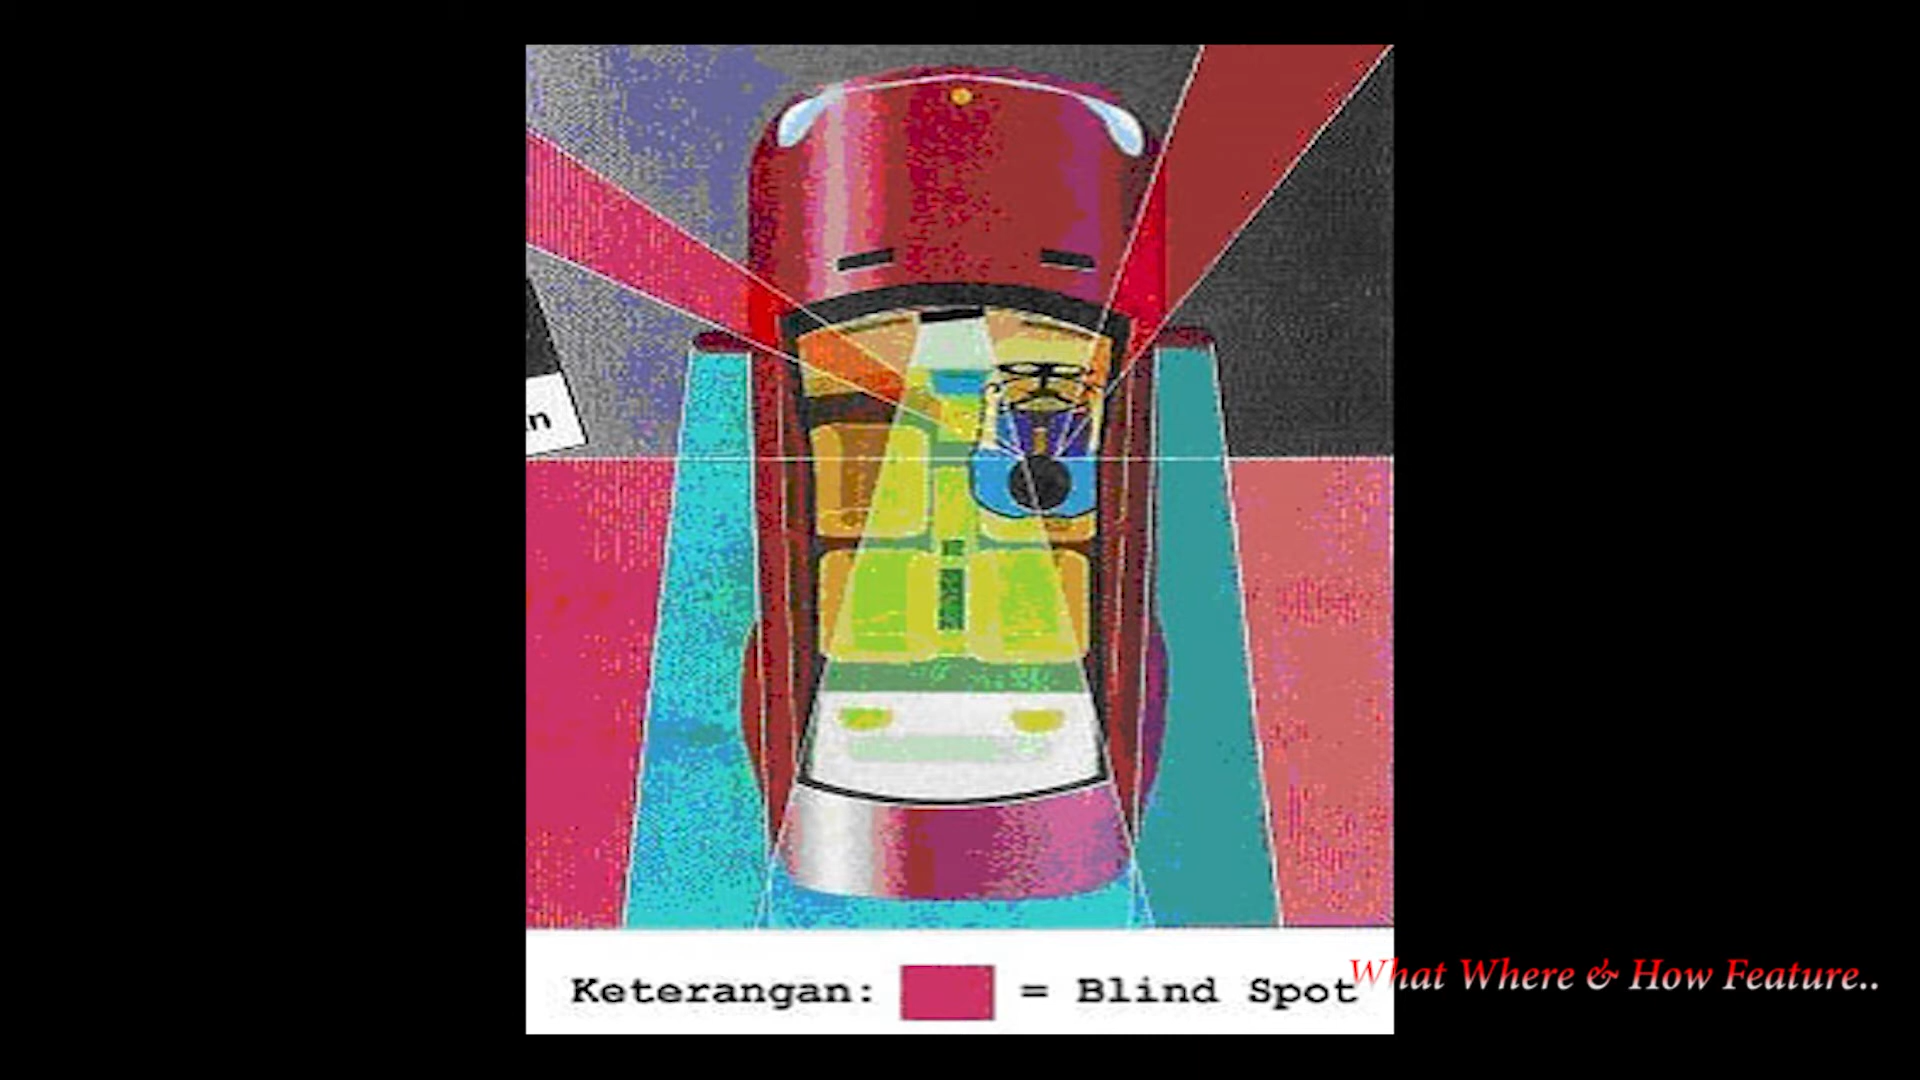 Keterangan: = Blind Spot
What Where & How Feature..